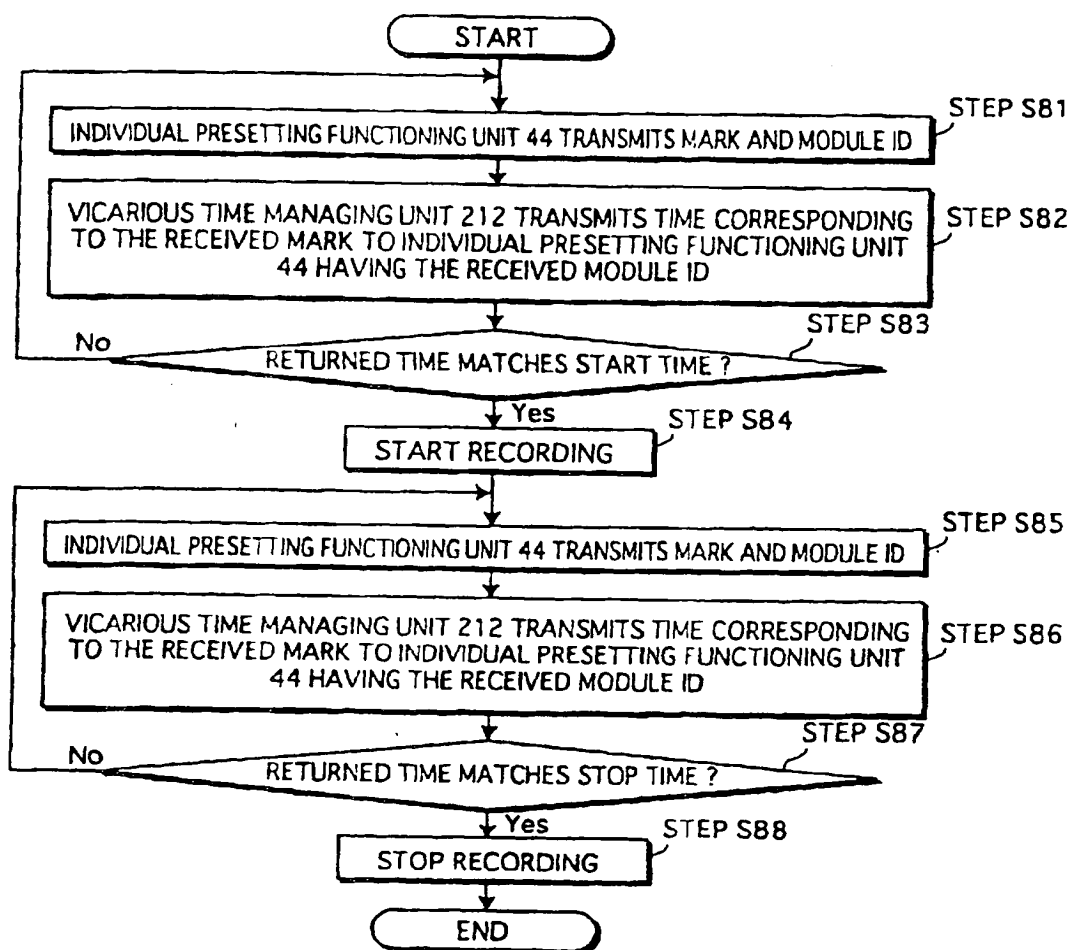 START
STEP S81
INDIVIDUAL PRESETTING FUNCTIONING UNIT 44 TRANSMITS MARK AND MODULE ID
STEP S82
VICARIOUS TIME MANAGING UNIT 212 TRANSMITS TIME CORRESPONDING
TO THE RECEIVED MARK TO INDIVIDUAL PRESETTING FUNCTIONING UNIT
44 HAVING THE RECEIVED MODULE ID
STEP S83
No
RETURNED TIME MATCHES START TIME ?
Yes
STEP S84
START RECORDING
STEP S85
INDIVIDUAL PRESETTING FUNCTIONING UNIT 44 TRANSMITS MARK AND MODULE ID
STEP S86
VICARIOUS TIME MANAGING UNIT 212 TRANSMITS TIME CORRESPONDING
TO THE RECEIVED MARK TO INDIVIDUAL PRESETTING FUNCTIONING UNIT
44 HAVING THE RECEIVED MODULE ID
STEP S87
No
RETURNED TIME MATCHES STOP TIME ?
Yes
STEP S88
STOP RECORDING
END